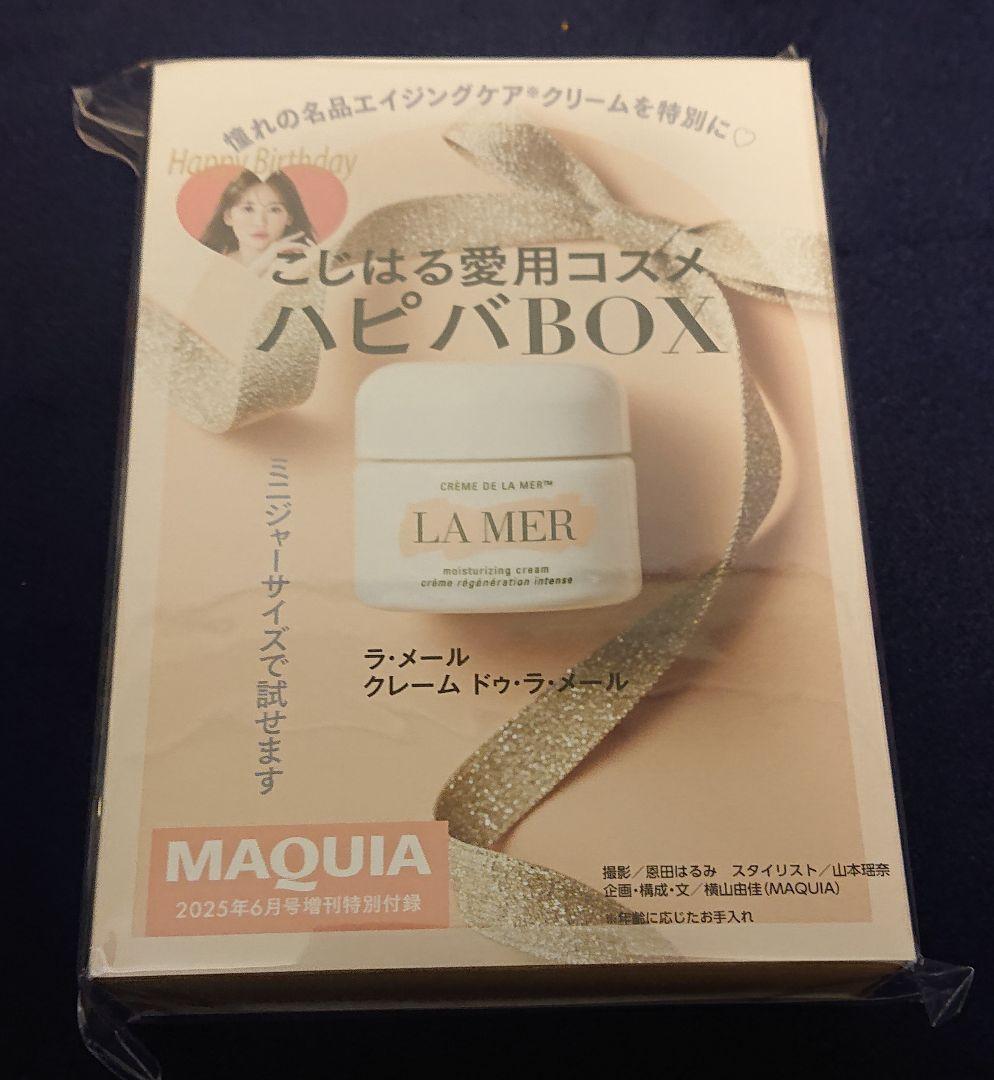 憧れの名品エイジングケア※クリームを特別に♡
Happy Birthday
こじはる愛用コスメ
ハピバBOX
CRÈME DE LA MER™
LA MER
moisturizing cream
crème régénération intense
ミニジャーサイズで試せます
ラ・メール
クレーム ドゥ・ラ・メール
MAQUIA
2025年6月号増刊特別付録
撮影／恩田はるみ　スタイリスト／山本瑶奈
企画・構成・文／横山由佳(MAQUIA)
※年齢に応じたお手入れ